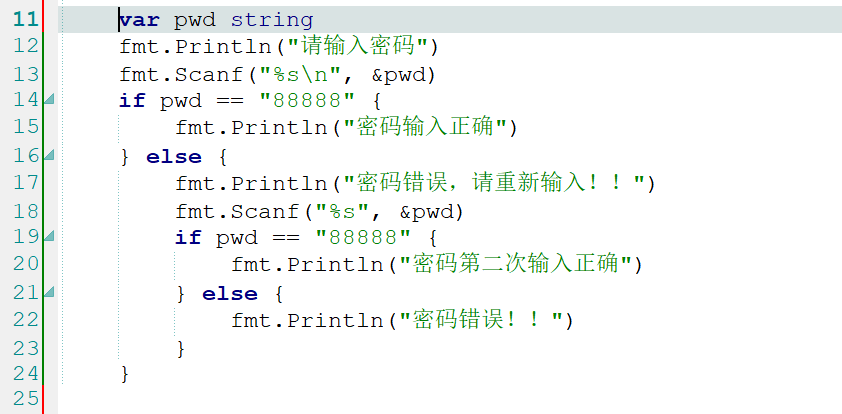 11 var pwd string
12 fmt.Println("请输入密码")
13 fmt.Scanf("%s\n", &pwd)
14 if pwd == "88888" {
15 fmt.Println("密码输入正确")
16 } else {
17 fmt.Println("密码错误，请重新输入！！")
18 fmt.Scanf("%s", &pwd)
19 if pwd == "88888" {
20 fmt.Println("密码第二次输入正确")
21 } else {
22 fmt.Println("密码错误！！")
23 }
24 }
25